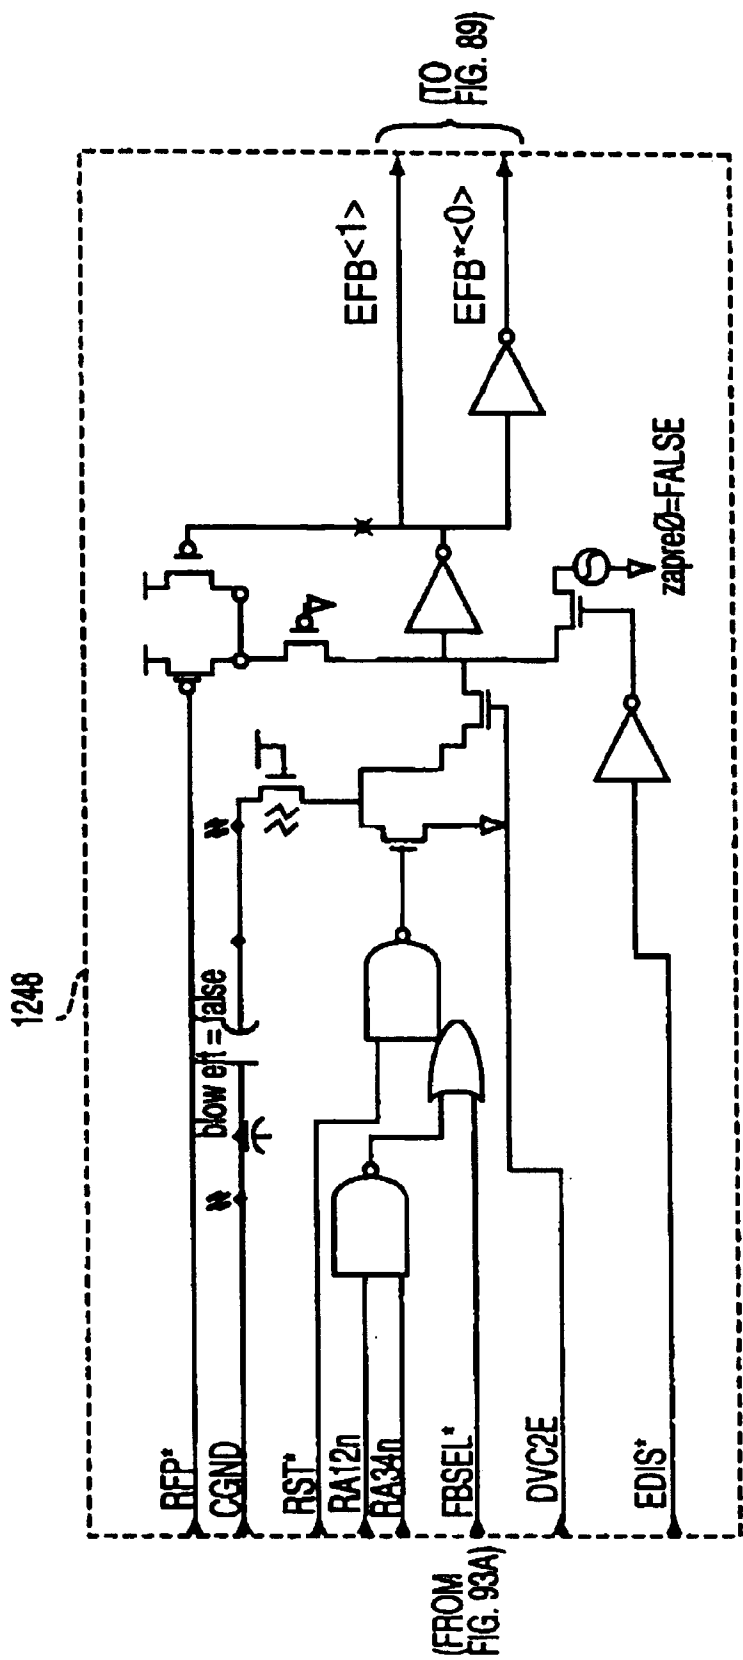 1248
RFP*
CGND
RST*
RA12n
RA34n
FBSEL*
DVC2E
EDIS*
(FROM
FIG. 93A)
blow eff = false
EFB<1>
EFB*<0>
zapreØ=FALSE
(TO
FIG. 89)